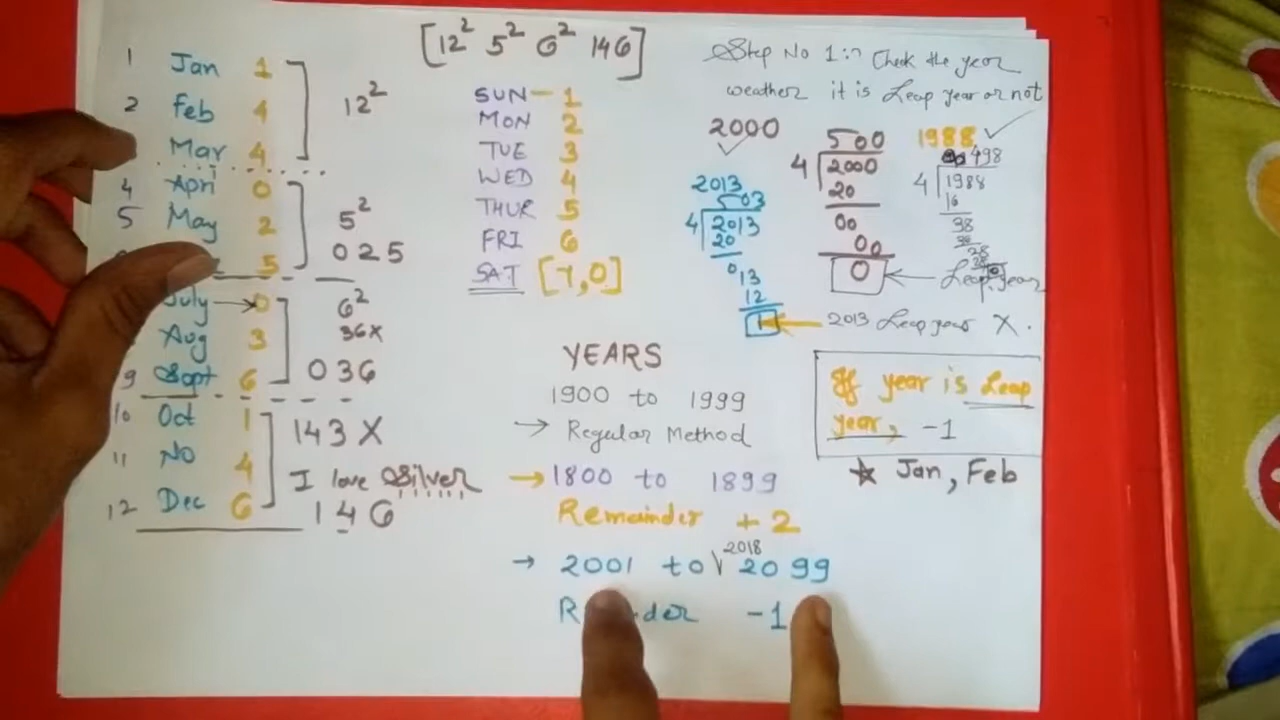 [12² 5² 6² 146]
1 Jan 1
2 Feb 4
Mar 4
12²
4 Apri 0
5 May 2
5
5²
025
July → 0
Aug 3
9 Sept 6
6²
36x
036
10 Oct 1
11 No 4
12 Dec 6
143 X
I love Silver
146
SUN - 1
MON 2
TUE 3
WED 4
THUR 5
FRI 6
SAT [7,0]
YEARS
1900 to 1999
→ Regular Method
→ 1800 to 1899
Remainder + 2
2018
→ 2001 to √ 2099
R nder -1
Step No 1:→ Check the year
weather it is Leap year or not
2000
✓
500
4 2000
20
00
00
0 ← Leap year
2013
503
4 2013
20
013
12
1 ← 2013 Leap year X.
1988 ✓
498
4 1988
16
38
36
28
28
If year is Leap
year, -1
★ Jan, Feb